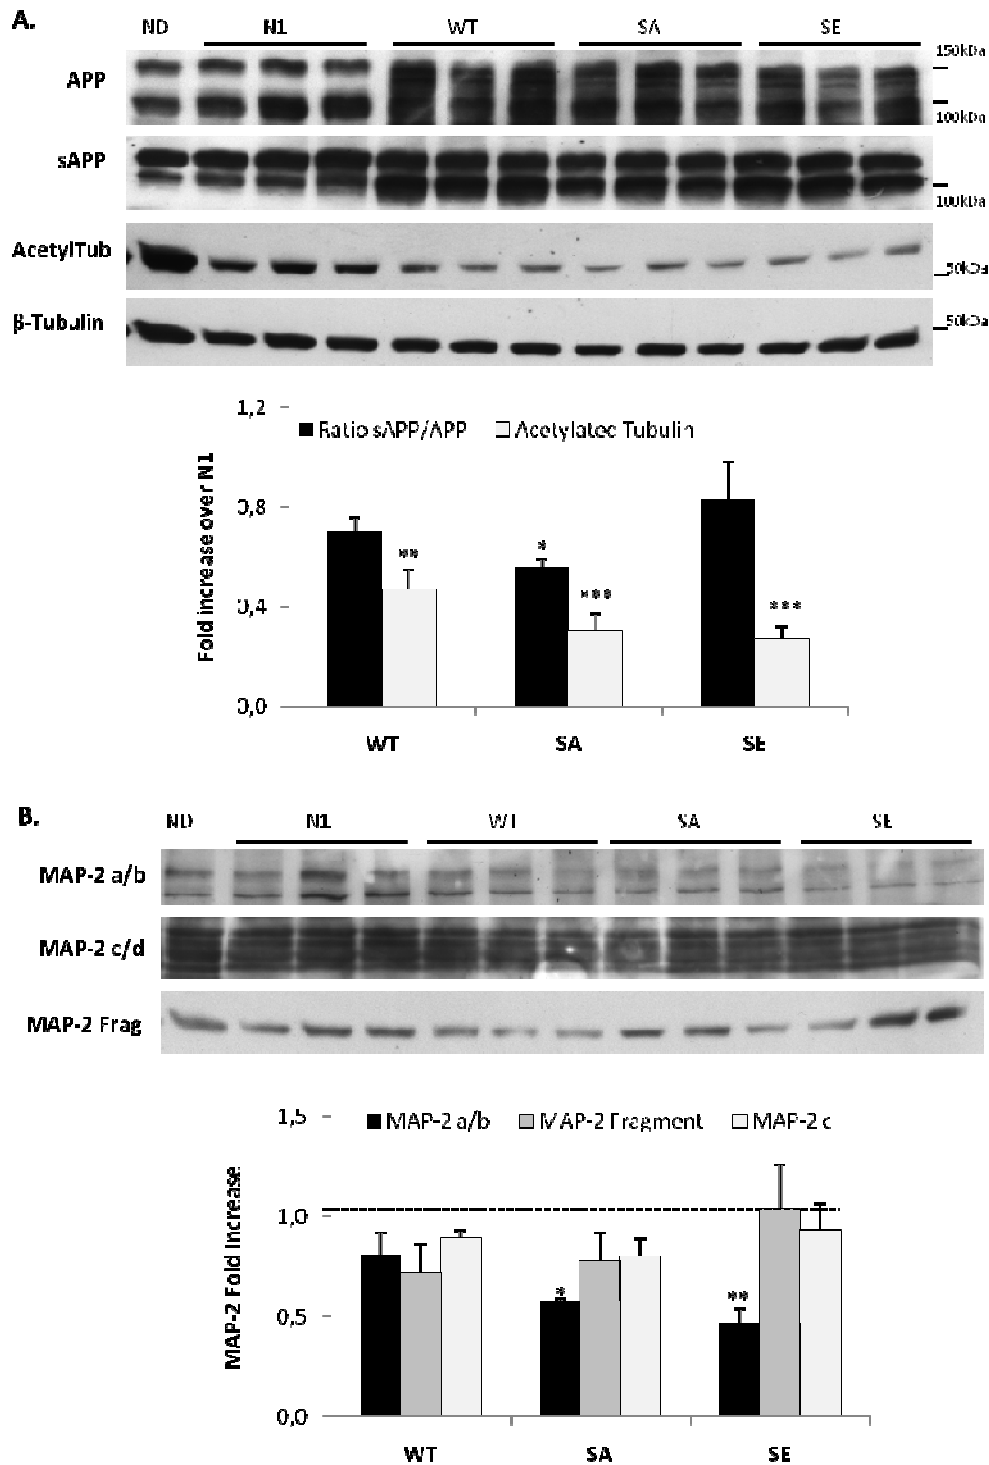 A.
ND N1 WT SA SE
APP
150kDa
100kDa
sAPP
100kDa
AcetylTub
50kDa
β-Tubulin
50kDa
1,2
Ratio sAPP/APP Acetylated Tubulin
Fold increase over N1
0,8
0,4
0,0
** * *** ***
WT SA SE
B.
ND N1 WT SA SE
MAP-2 a/b
MAP-2 c/d
MAP-2 Frag
1,5
MAP-2 a/b MAP-2 Fragment MAP-2 c
MAP-2 Fold Increase
1,0
0,5
0,0
* **
WT SA SE